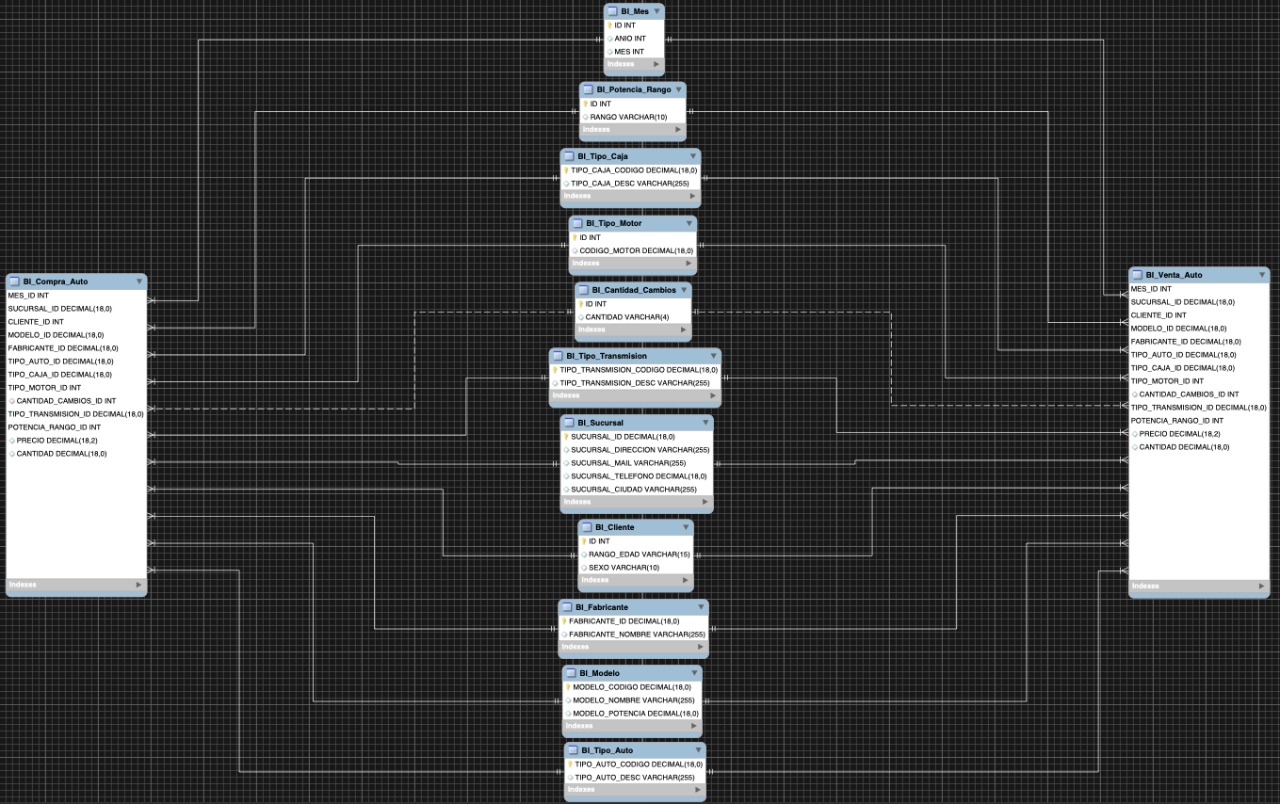 BI_Mes
ID INT
ANIO INT
MES INT
Indexes
BI_Potencia_Rango
ID INT
RANGO VARCHAR(10)
Indexes
BI_Tipo_Caja
TIPO_CAJA_CODIGO DECIMAL(18,0)
TIPO_CAJA_DESC VARCHAR(255)
Indexes
BI_Tipo_Motor
ID INT
CODIGO_MOTOR DECIMAL(18,0)
Indexes
BI_Compra_Auto
MES_ID INT
SUCURSAL_ID DECIMAL(18,0)
CLIENTE_ID INT
MODELO_ID DECIMAL(18,0)
FABRICANTE_ID DECIMAL(18,0)
TIPO_AUTO_ID DECIMAL(18,0)
TIPO_CAJA_ID DECIMAL(18,0)
TIPO_MOTOR_ID INT
CANTIDAD_CAMBIOS_ID INT
TIPO_TRANSMISION_ID DECIMAL(18,0)
POTENCIA_RANGO_ID INT
PRECIO DECIMAL(18,2)
CANTIDAD DECIMAL(18,0)
Indexes
BI_Cantidad_Cambios
ID INT
CANTIDAD VARCHAR(4)
Indexes
BI_Tipo_Transmision
TIPO_TRANSMISION_CODIGO DECIMAL(18,0)
TIPO_TRANSMISION_DESC VARCHAR(255)
Indexes
BI_Sucursal
SUCURSAL_ID DECIMAL(18,0)
SUCURSAL_DIRECCION VARCHAR(255)
SUCURSAL_MAIL VARCHAR(255)
SUCURSAL_TELEFONO DECIMAL(18,0)
SUCURSAL_CIUDAD VARCHAR(255)
Indexes
BI_Cliente
ID INT
RANGO_EDAD VARCHAR(15)
SEXO VARCHAR(10)
Indexes
BI_Fabricante
FABRICANTE_ID DECIMAL(18,0)
FABRICANTE_NOMBRE VARCHAR(255)
Indexes
BI_Modelo
MODELO_CODIGO DECIMAL(18,0)
MODELO_NOMBRE VARCHAR(255)
MODELO_POTENCIA DECIMAL(18,0)
Indexes
BI_Tipo_Auto
TIPO_AUTO_CODIGO DECIMAL(18,0)
TIPO_AUTO_DESC VARCHAR(255)
Indexes
BI_Venta_Auto
MES_ID INT
SUCURSAL_ID DECIMAL(18,0)
CLIENTE_ID INT
MODELO_ID DECIMAL(18,0)
FABRICANTE_ID DECIMAL(18,0)
TIPO_AUTO_ID DECIMAL(18,0)
TIPO_CAJA_ID DECIMAL(18,0)
TIPO_MOTOR_ID INT
CANTIDAD_CAMBIOS_ID INT
TIPO_TRANSMISION_ID DECIMAL(18,0)
POTENCIA_RANGO_ID INT
PRECIO DECIMAL(18,2)
CANTIDAD DECIMAL(18,0)
Indexes